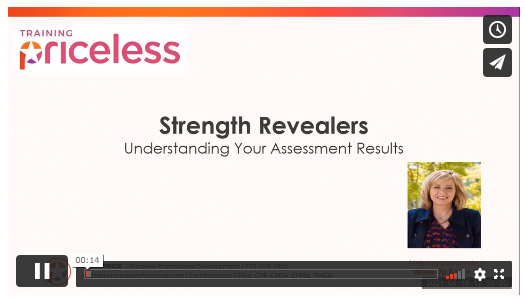 TRAINING
Priceless
Strength Revealers
Understanding Your Assessment Results
00:14